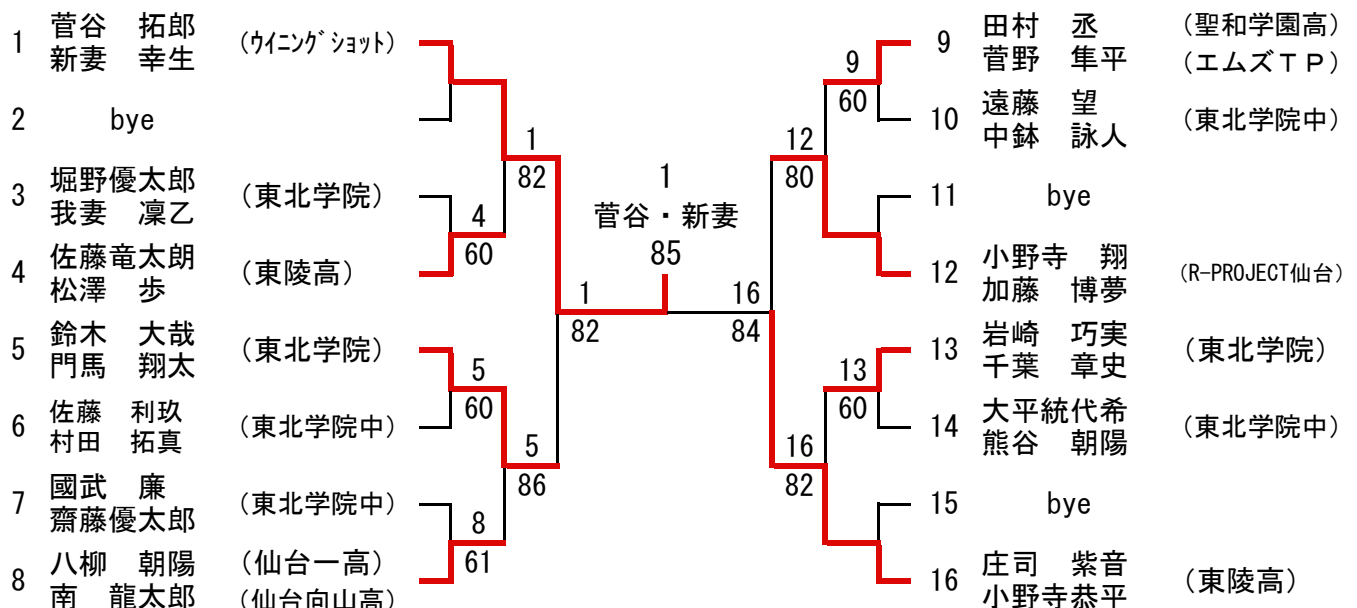 1 菅谷　拓郎 (ｳｲﾆﾝｸﾞｼｮｯﾄ)
新妻　幸生
2 bye
3 堀野優太郎 (東北学院)
我妻　凜乙
4 佐藤竜太朗 (東陵高)
松澤　歩
5 鈴木　大哉 (東北学院)
門馬　翔太
6 佐藤　利玖 (東北学院中)
村田　拓真
7 國武　廉 (東北学院中)
齋藤優太郎
8 八柳　朝陽 (仙台一高)
南　龍太郎 (仙台向山高)
4
60
5
60
8
61
1
82
5
86
1
82
1
菅谷・新妻
85
16
84
12
80
16
82
9
60
13
60
9 田村　丞 (聖和学園高)
菅野　隼平 (エムズＴＰ)
10 遠藤　望 (東北学院中)
中鉢　詠人
11 bye
12 小野寺　翔 (R-PROJECT仙台)
加藤　博夢
13 岩崎　巧実 (東北学院)
千葉　章史
14 大平統代希 (東北学院中)
熊谷　朝陽
15 bye
16 庄司　紫音 (東陵高)
小野寺恭平